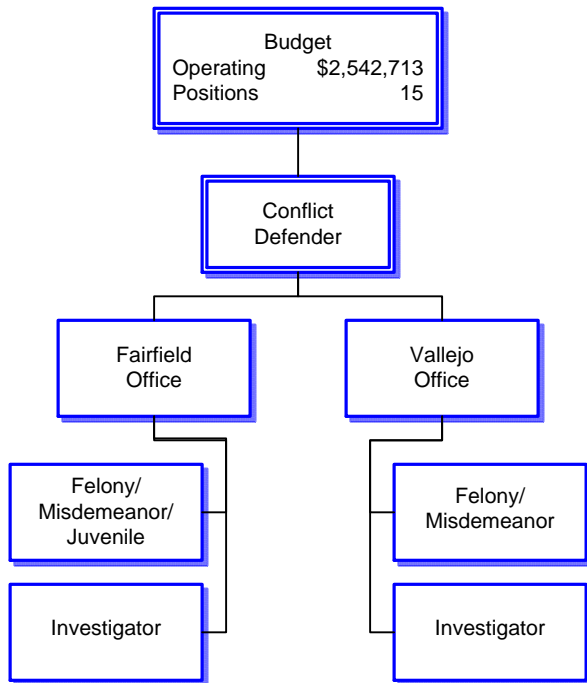 Budget
Operating $2,542,713
Positions 15
Conflict
Defender
Fairfield
Office
Vallejo
Office
Felony/
Misdemeanor/
Juvenile
Felony/
Misdemeanor
Investigator
Investigator